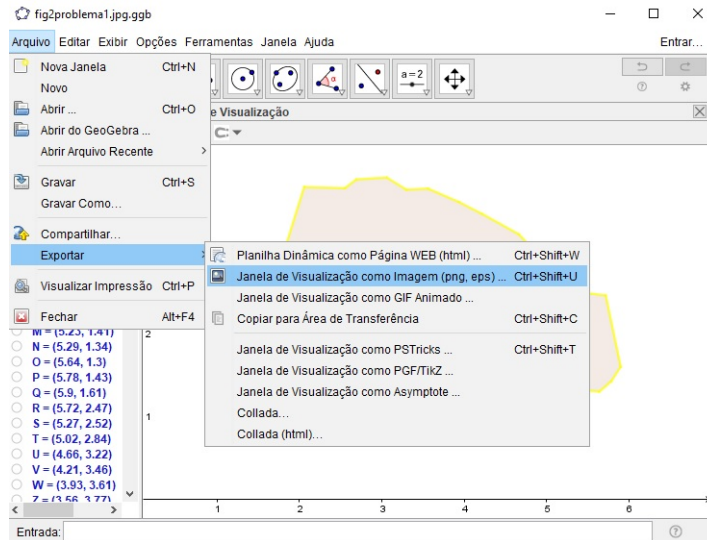 fig2problema1.jpg.ggb
Arquivo Editar Exibir Opções Ferramentas Janela Ajuda Entrar...
Nova Janela Ctrl+N
Novo
Abrir ... Ctrl+O
Abrir do GeoGebra ...
Abrir Arquivo Recente
Gravar Ctrl+S
Gravar Como...
Compartilhar...
Exportar
Visualizar Impressão Ctrl+P
Fechar Alt+F4
a=2
e Visualização
Planilha Dinâmica como Página WEB (html) ... Ctrl+Shift+W
Janela de Visualização como Imagem (png, eps) ... Ctrl+Shift+U
Janela de Visualização como GIF Animado ...
Copiar para Área de Transferência Ctrl+Shift+C
Janela de Visualização como PSTricks ... Ctrl+Shift+T
Janela de Visualização como PGF/TikZ ...
Janela de Visualização como Asymptote ...
Collada...
Collada (html)...
M = (5.23, 1.41)
N = (5.29, 1.34)
O = (5.64, 1.3)
P = (5.78, 1.43)
Q = (5.9, 1.61)
R = (5.72, 2.47)
S = (5.27, 2.52)
T = (5.02, 2.84)
U = (4.66, 3.22)
V = (4.21, 3.46)
W = (3.93, 3.61)
Z = (3.56, 3.77)
2
1
1 2 3 4 5 6
Entrada: